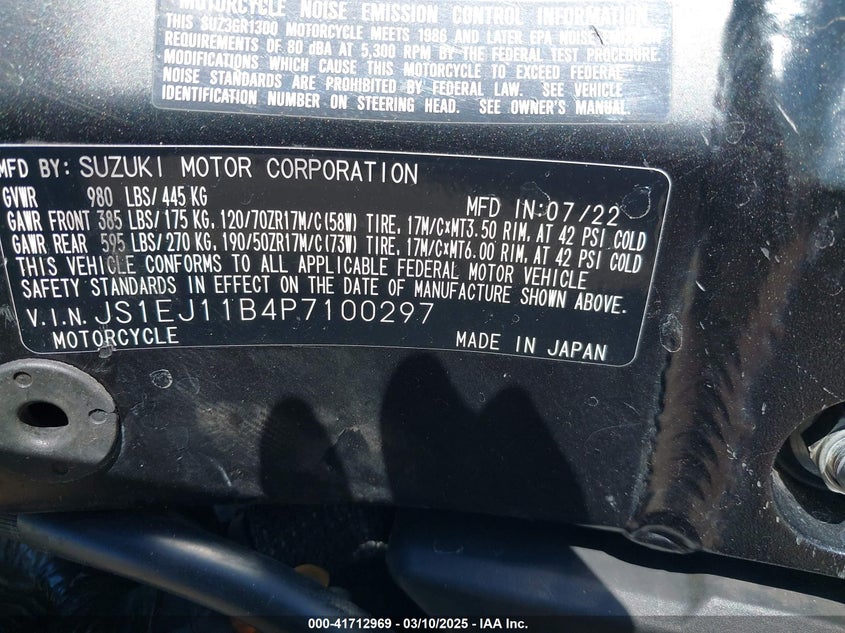 MOTORCYCLE NOISE EMISSION CONTROL INFORMATION
THIS SUZ3GR1300 MOTORCYCLE MEETS 1986 AND LATER EPA NOISE
REQUIREMENTS OF 80 dBA AT 5,300 RPM BY THE FEDERAL TEST PROCEDURE.
MODIFICATIONS WHICH CAUSE THIS MOTORCYCLE TO EXCEED FEDERAL
NOISE STANDARDS ARE PROHIBITED BY FEDERAL LAW. SEE VEHICLE
IDENTIFICATION NUMBER ON STEERING HEAD. SEE OWNER'S MANUAL.
MFD BY: SUZUKI MOTOR CORPORATION
GVWR 980 LBS/ 445 KG MFD IN: 07/22
GAWR FRONT 385 LBS/ 175 KG, 120/70ZR17M/C(58W) TIRE, 17M/C×MT3.50 RIM, AT 42 PSI COLD
GAWR REAR 595 LBS/ 270 KG, 190/50ZR17M/C(73W) TIRE, 17M/C×MT6.00 RIM, AT 42 PSI COLD
THIS VEHICLE CONFORMS TO ALL APPLICABLE FEDERAL MOTOR VEHICLE
SAFETY STANDARDS IN EFFECT ON THE DATE OF MANUFACTURE SHOWN ABOVE.
V.I.N. JS1EJ11B4P7100297
MOTORCYCLE MADE IN JAPAN
000-41712969 — 03/10/2025 — IAA Inc.